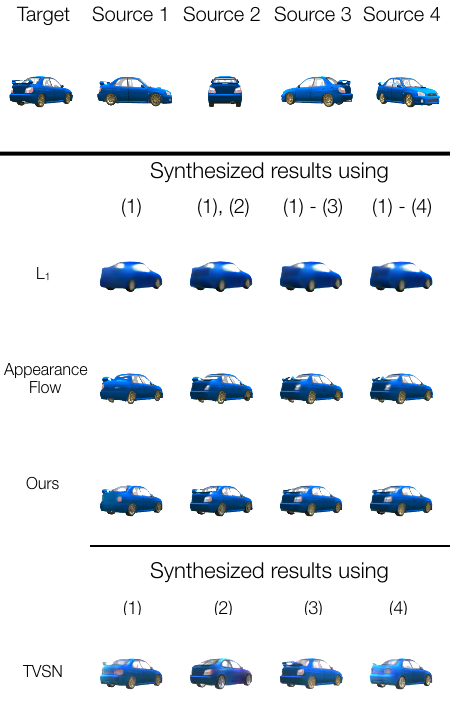 Target Source 1 Source 2 Source 3 Source 4
Synthesized results using
(1) (1), (2) (1) - (3) (1) - (4)
L₁
Appearance
Flow
Ours
Synthesized results using
(1) (2) (3) (4)
TVSN